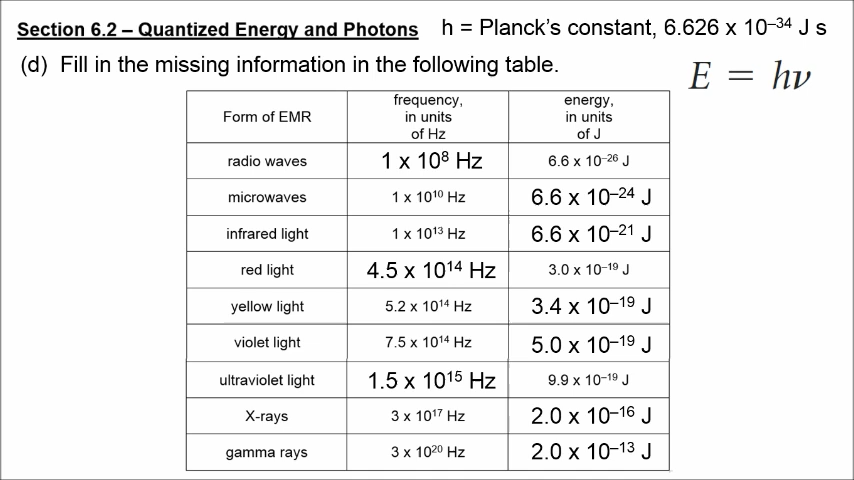 Section 6.2 – Quantized Energy and Photons h = Planck's constant, 6.626 x 10⁻³⁴ J s
(d) Fill in the missing information in the following table.
E = hν
Form of EMR frequency, in units of Hz energy, in units of J
radio waves 1 x 10⁸ Hz 6.6 x 10⁻²⁶ J
microwaves 1 x 10¹⁰ Hz 6.6 x 10⁻²⁴ J
infrared light 1 x 10¹³ Hz 6.6 x 10⁻²¹ J
red light 4.5 x 10¹⁴ Hz 3.0 x 10⁻¹⁹ J
yellow light 5.2 x 10¹⁴ Hz 3.4 x 10⁻¹⁹ J
violet light 7.5 x 10¹⁴ Hz 5.0 x 10⁻¹⁹ J
ultraviolet light 1.5 x 10¹⁵ Hz 9.9 x 10⁻¹⁹ J
X-rays 3 x 10¹⁷ Hz 2.0 x 10⁻¹⁶ J
gamma rays 3 x 10²⁰ Hz 2.0 x 10⁻¹³ J